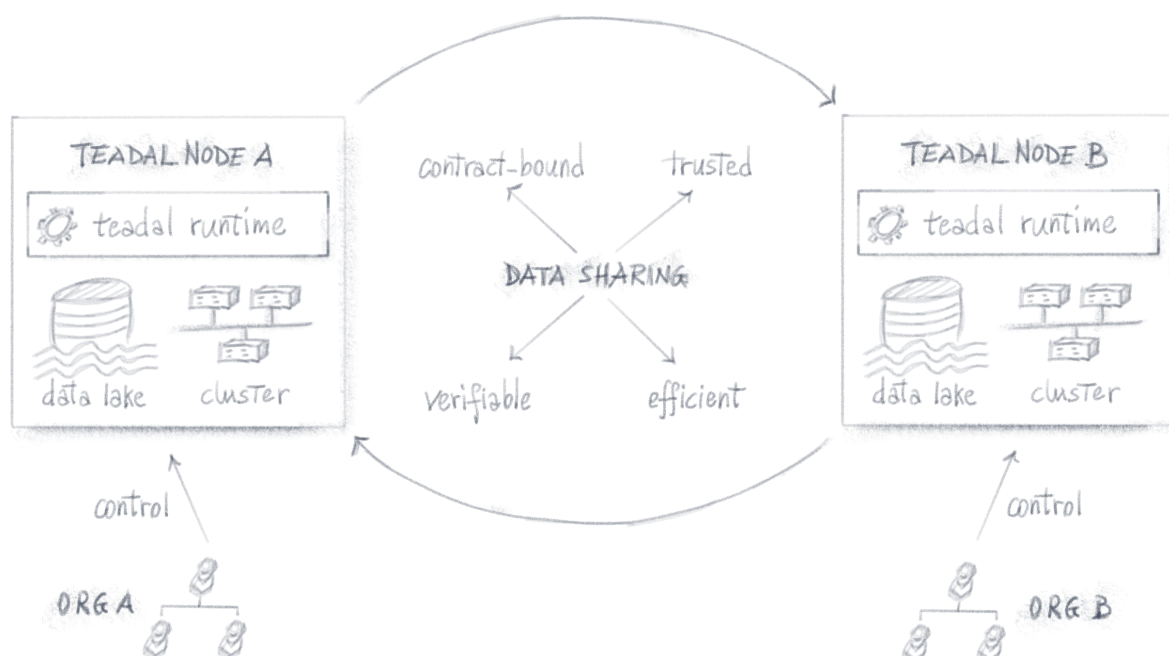 TEADAL NODE A
teadal runtime
data lake
cluster
contract-bound
trusted
DATA SHARING
verifiable
efficient
TEADAL NODE B
teadal runtime
data lake
cluster
control
ORG A
control
ORG B